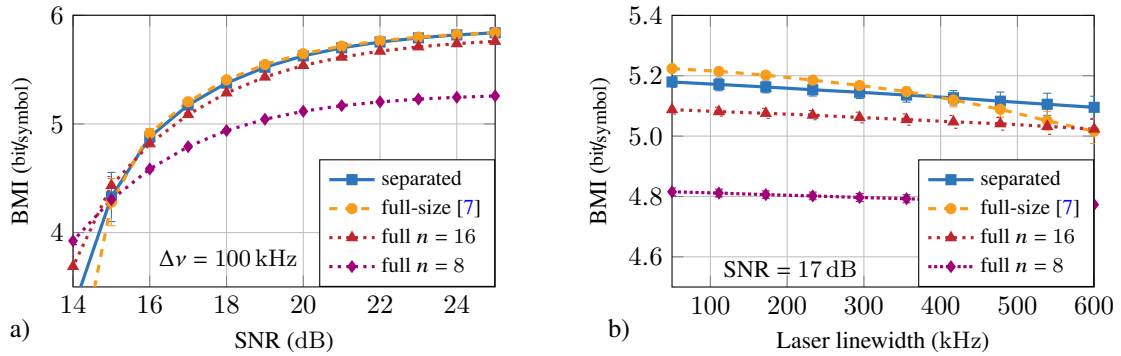 6
5
4
BMI (bit/symbol)
14 16 18 20 22 24
SNR (dB)
Δν = 100 kHz
separated
full-size [7]
full n = 16
full n = 8
a)
5.4
5.2
5.0
4.8
4.6
BMI (bit/symbol)
100 200 300 400 500 600
Laser linewidth (kHz)
SNR = 17 dB
separated
full-size [7]
full n = 16
full n = 8
b)